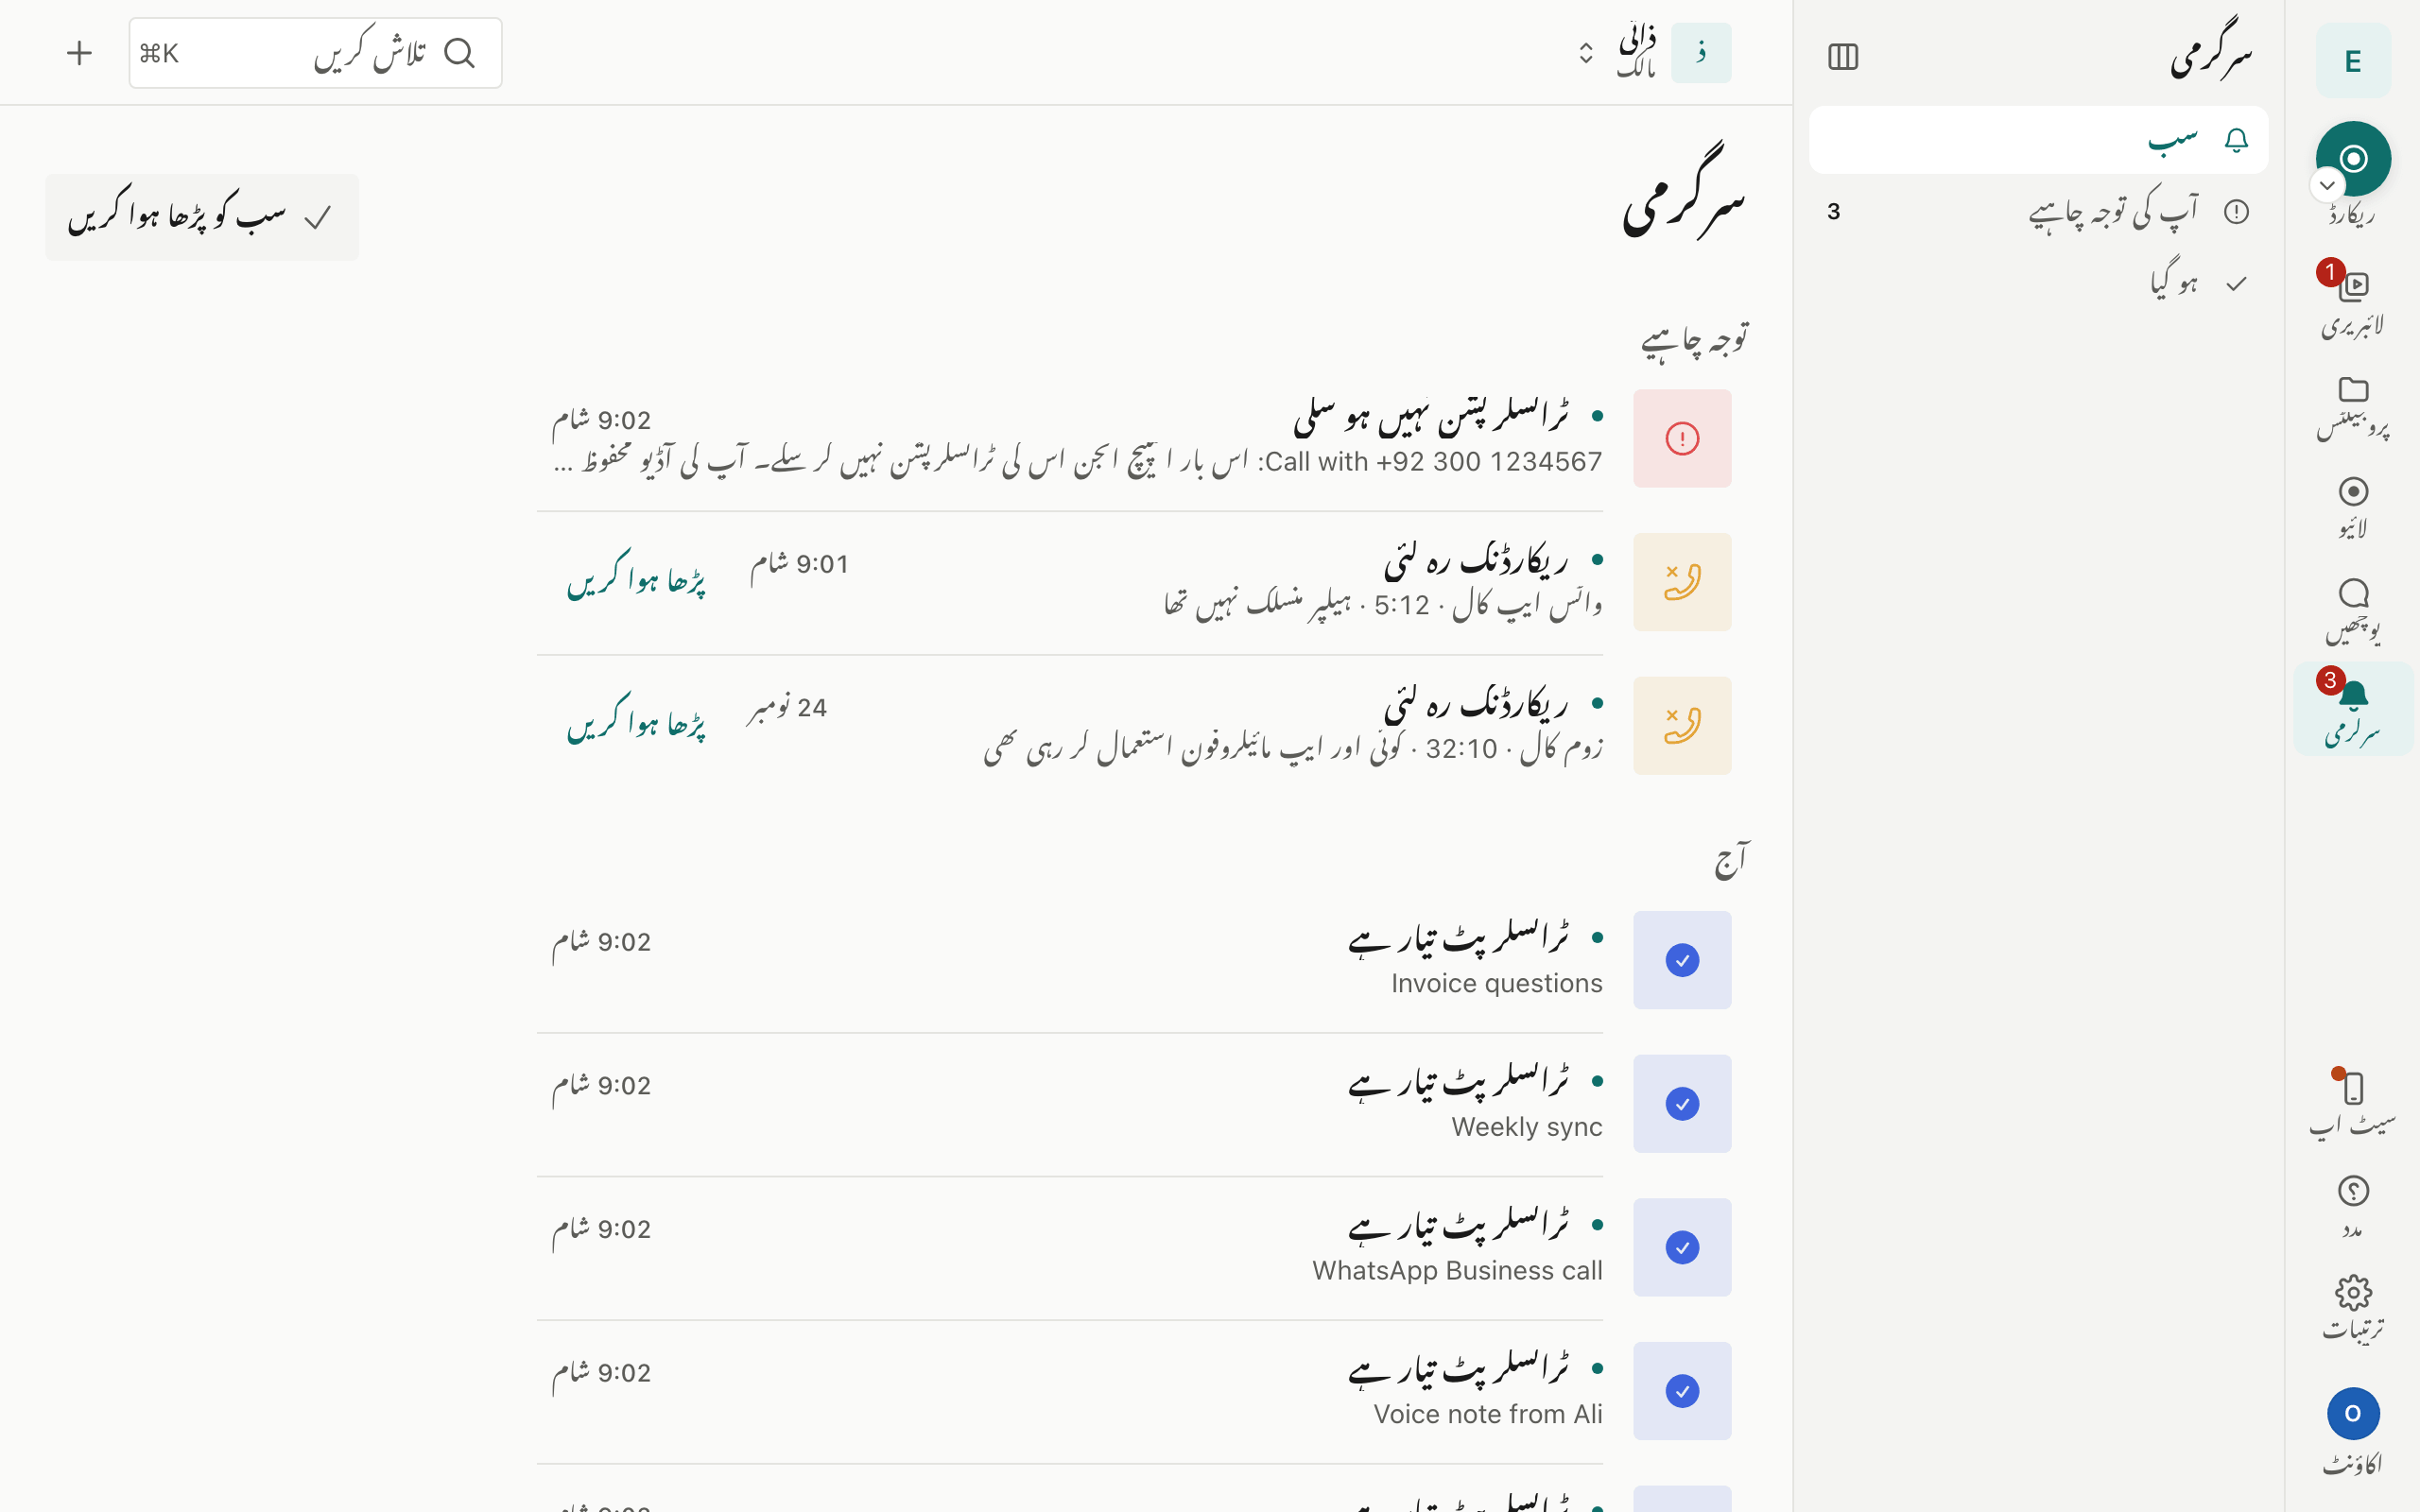 E
ریکارڈ
1
لائبریری
پروجیکٹس
لائیو
پوچھیں
3
سرگرمی
سیٹ اپ
مدد
ترتیبات
O
اکاؤنٹ
سرگرمی
سب
آپ کی توجہ چاہیے 3
ہو گیا
ذ
ذاتی
مالک
تلاش کریں ⌘K
سرگرمی
سب کو پڑھا ہوا کریں
توجہ چاہیے
ٹرانسکرپشن نہیں ہو سکی 9:02 شام
Call with +92 300 1234567: اس بار اسپیچ انجن اس کی ٹرانسکرپشن نہیں کر سکے۔ آپ کی آڈیو محفوظ ...
ریکارڈنگ رہ گئی 9:01 شام
واٹس ایپ کال · 5:12 · ہیلپر منسلک نہیں تھا
پڑھا ہوا کریں
ریکارڈنگ رہ گئی 24 نومبر
زوم کال · 32:10 · کوئی اور ایپ مائیکروفون استعمال کر رہی تھی
پڑھا ہوا کریں
آج
ٹرانسکرپٹ تیار ہے 9:02 شام
Invoice questions
ٹرانسکرپٹ تیار ہے 9:02 شام
Weekly sync
ٹرانسکرپٹ تیار ہے 9:02 شام
WhatsApp Business call
ٹرانسکرپٹ تیار ہے 9:02 شام
Voice note from Ali